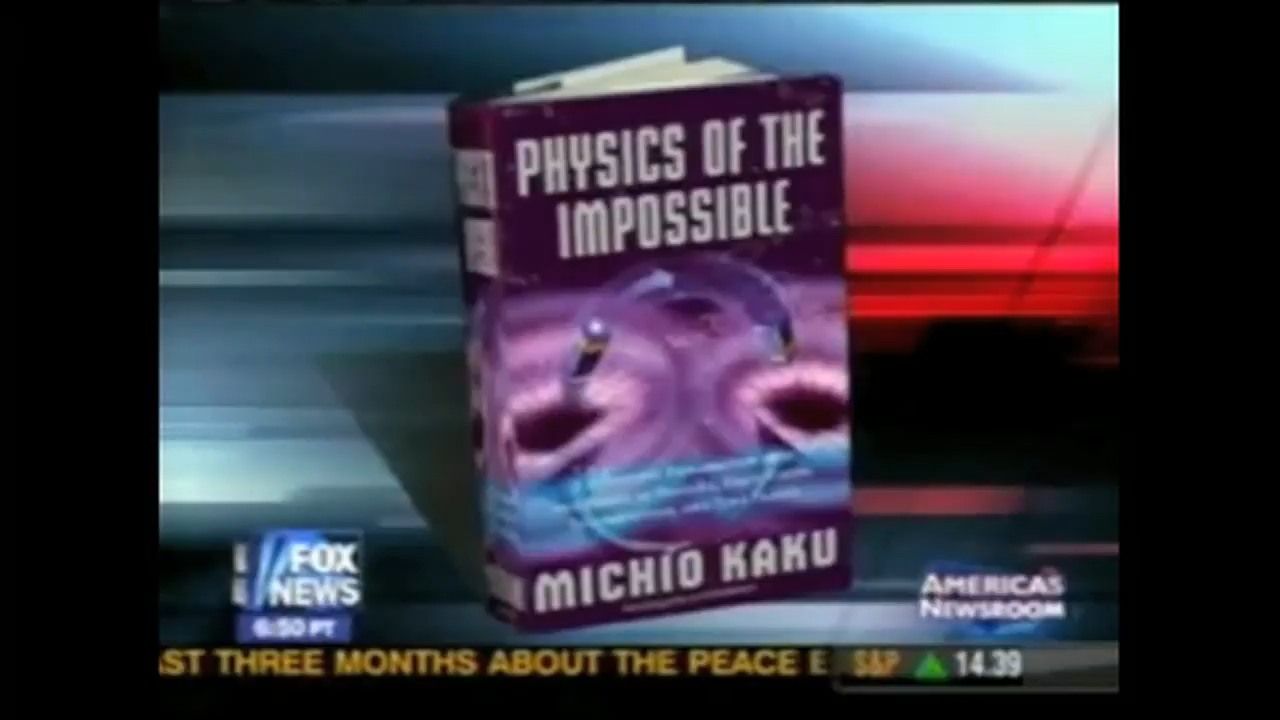 PHYSICS OF THE
IMPOSSIBLE
MICHIO KAKU
FOX
NEWS
6:50 PT
AMERICA'S
NEWSROOM
AST THREE MONTHS ABOUT THE PEACE E
S&P ▲ 14.39